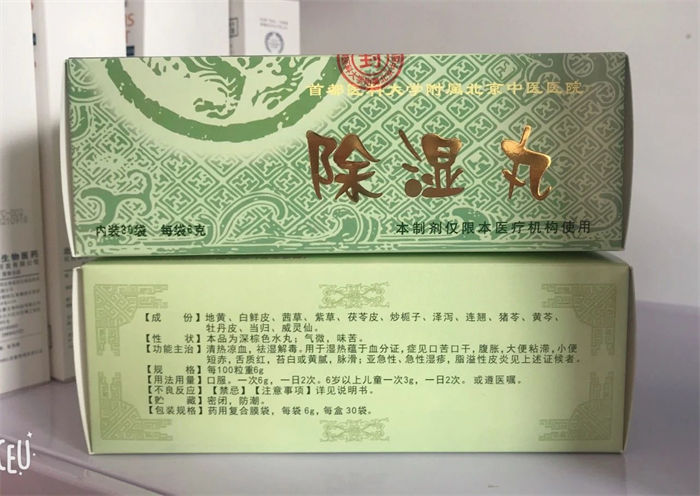 封
首都医科大学附属北京中医医院
除湿丸
内装30袋 每袋6克
本制剂仅限本医疗机构使用
【成 份】地黄、白鲜皮、茜草、紫草、茯苓皮、炒栀子、泽泻、连翘、猪苓、黄芩、
牡丹皮、当归、威灵仙。
【性 状】本品为深棕色水丸；气微，味苦。
【功能主治】清热凉血，祛湿解毒。用于湿热蕴于血分证，症见口苦口干，腹胀，大便粘滞，小便
短赤，舌质红，苔白或黄腻，脉滑；亚急性、急性湿疹，脂溢性皮炎见上述证候者。
【规 格】每100粒重6g
【用法用量】口服。一次6g，一日2次。6岁以上儿童一次3g，一日2次。或遵医嘱。
【不良反应】【禁忌】【注意事项】详见说明书。
【贮 藏】密闭，防潮。
【包装规格】药用复合膜袋，每袋6g，每盒30袋。
生物医药
CEU